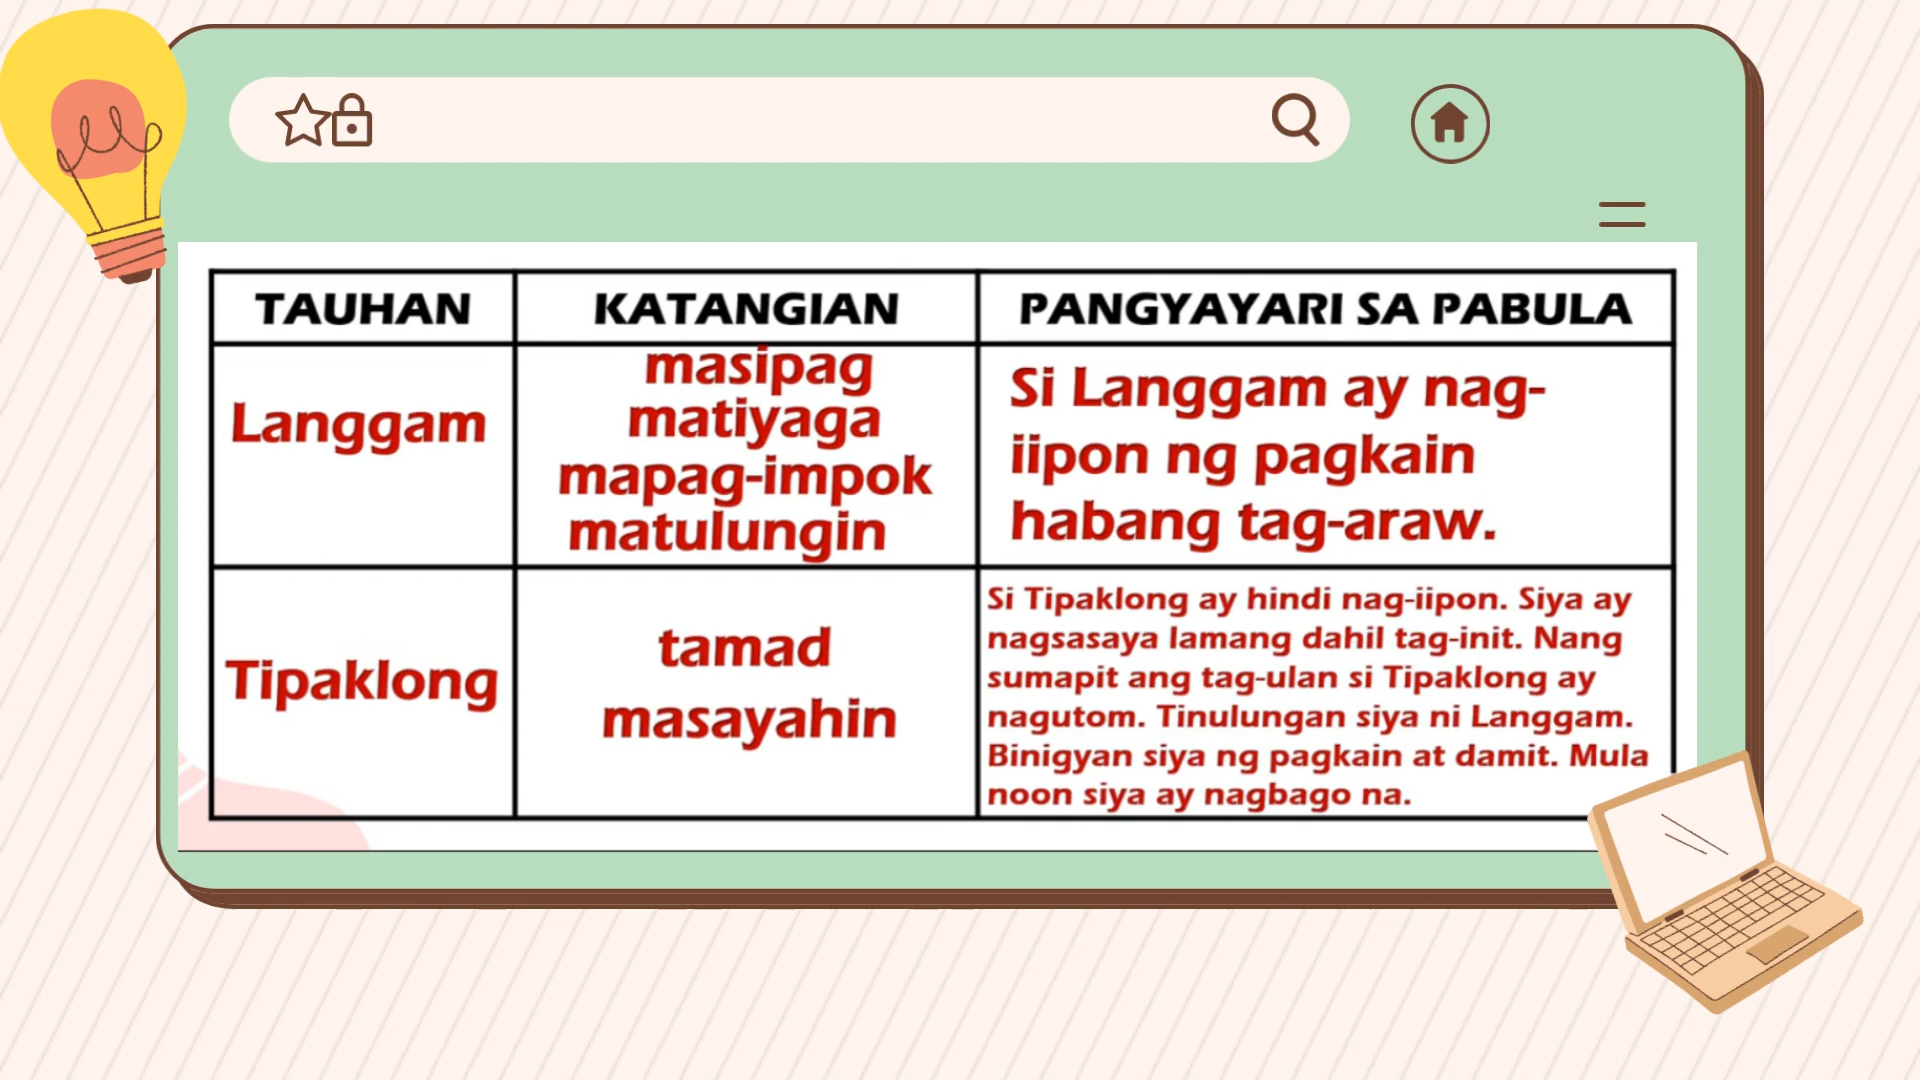 TAUHAN
KATANGIAN
PANGYAYARI SA PABULA
Langgam
masipag
matiyaga
mapag-impok
matulungin
Si Langgam ay nag-
iipon ng pagkain
habang tag-araw.
Tipaklong
tamad
masayahin
Si Tipaklong ay hindi nag-iipon. Siya ay
nagsasaya lamang dahil tag-init. Nang
sumapit ang tag-ulan si Tipaklong ay
nagutom. Tinulungan siya ni Langgam.
Binigyan siya ng pagkain at damit. Mula
noon siya ay nagbago na.